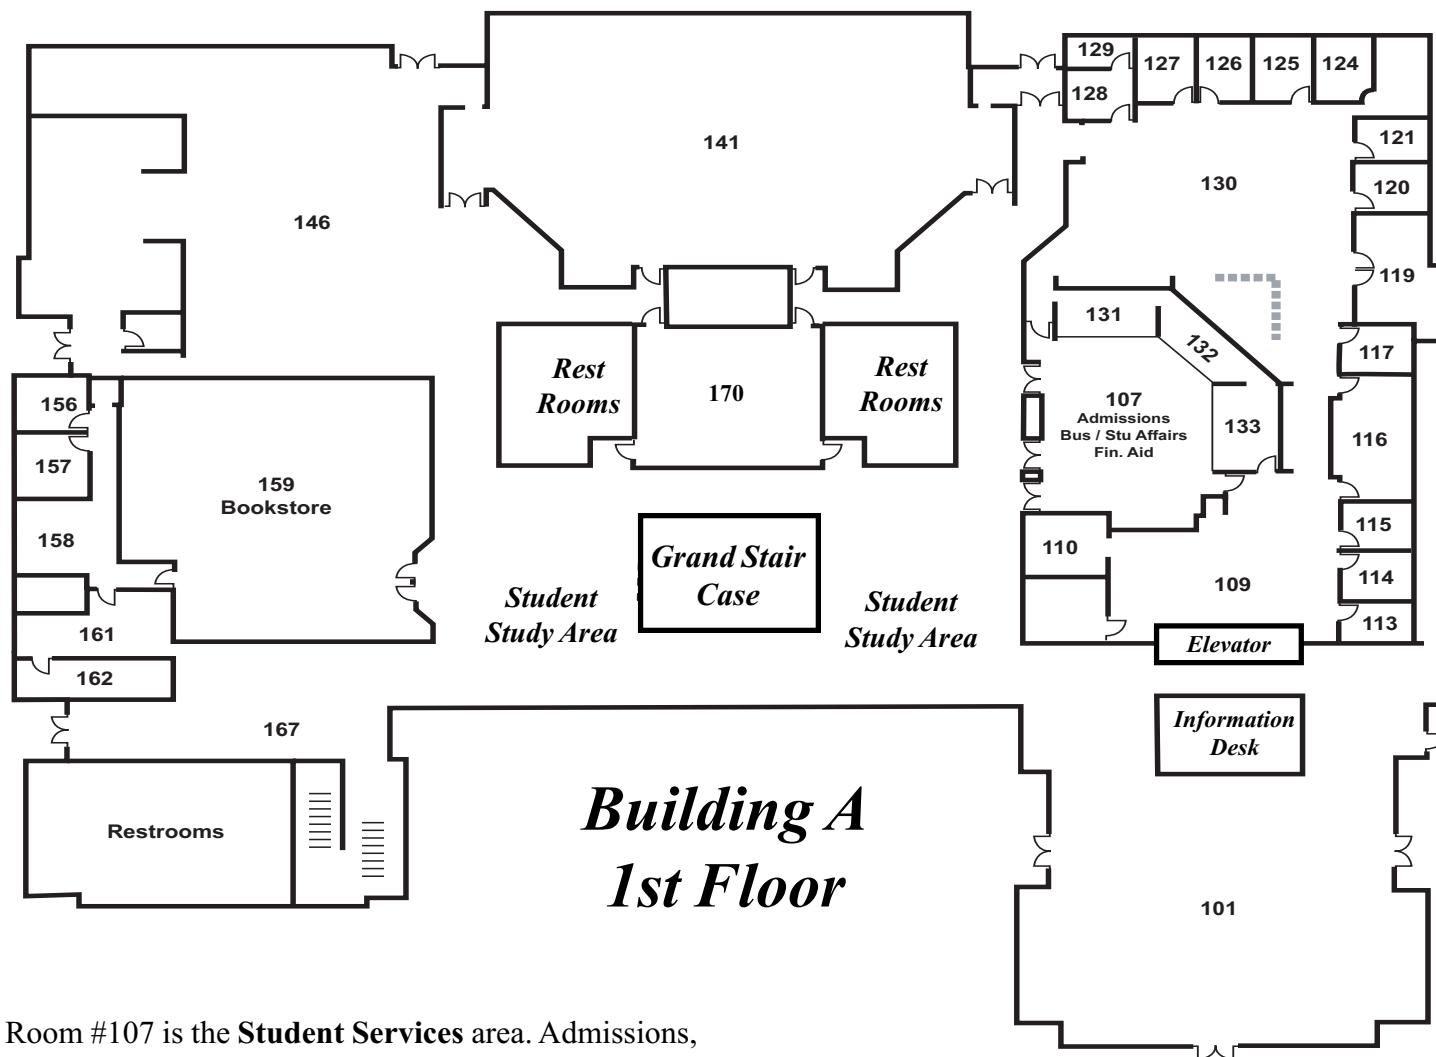 129
127
126
125
124
128
121
141
130
120
146
119
131
132
117
Rest
Rooms
170
Rest
Rooms
107
Admissions
Bus / Stu Affairs
Fin. Aid
133
116
156
157
159
Bookstore
158
110
115
Grand Stair
Case
109
114
Student
Study Area
Student
Study Area
113
161
Elevator
162
167
Information
Desk
Building A
1st Floor
Restrooms
101
Room #107 is the Student Services area. Admissions,